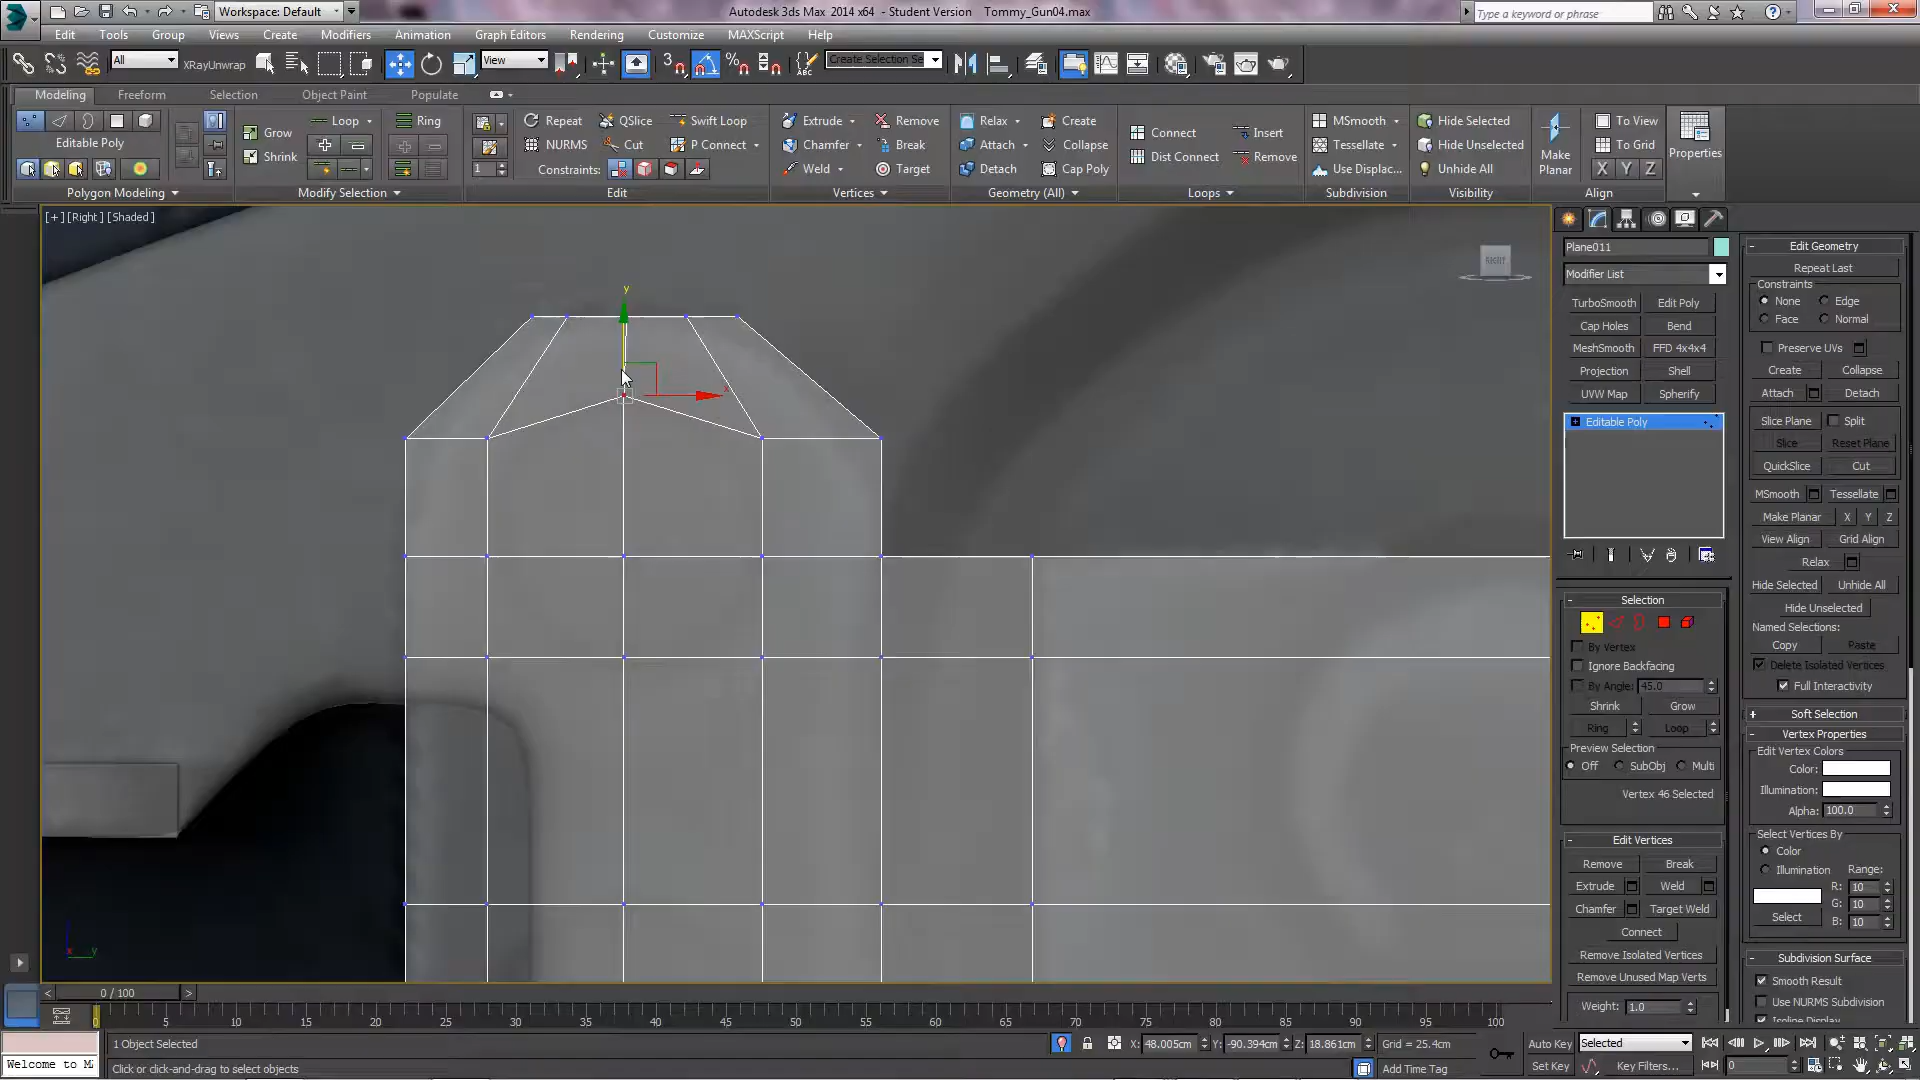 Workspace: Default
Autodesk 3ds Max 2014 x64 - Student Version Tommy_Gun04.max
Type a keyword or phrase
Edit Tools Group Views Create Modifiers Animation Graph Editors Rendering Customize MAXScript Help
All XRayUnwrap View 3 % ABC Create Selection Se
Modeling Freeform Selection Object Paint Populate
Loop Ring Repeat QSlice Swift Loop Extrude Remove Relax Create MSmooth Hide Selected To View
Grow Connect Insert
Editable Poly NURMS Cut P Connect Chamfer Break Attach Collapse Tessellate Hide Unselected To Grid
Shrink Dist Connect Remove Make Planar Properties
1 Constraints: Weld Target Detach Cap Poly Use Displac... Unhide All X Y Z
Polygon Modeling Modify Selection Edit Vertices Geometry (All) Loops Subdivision Visibility Align
[+] [Right] [Shaded]
RIGHT
y
x
x y
Plane011
Modifier List
TurboSmooth Edit Poly
Cap Holes Bend
MeshSmooth FFD 4x4x4
Projection Shell
UVW Map Spherify
Editable Poly
Selection
By Vertex
Ignore Backfacing
By Angle: 45.0
Shrink Grow
Ring Loop
Preview Selection
Off SubObj Multi
Vertex 46 Selected
Edit Vertices
Remove Break
Extrude Weld
Chamfer Target Weld
Connect
Remove Isolated Vertices
Remove Unused Map Verts
Weight: 1.0
Edit Geometry
Repeat Last
Constraints
None Edge
Face Normal
Preserve UVs
Create Collapse
Attach Detach
Slice Plane Split
Slice Reset Plane
QuickSlice Cut
MSmooth Tessellate
Make Planar X Y Z
View Align Grid Align
Relax
Hide Selected Unhide All
Hide Unselected
Named Selections:
Copy Paste
Delete Isolated Vertices
Full Interactivity
Soft Selection
Vertex Properties
Edit Vertex Colors
Color:
Illumination:
Alpha: 100.0
Select Vertices By
Color
Illumination Range:
R: 10
G: 10
Select B: 10
Subdivision Surface
Smooth Result
Use NURMS Subdivision
Isoline Display
< 0 / 100 >
0 5 10 15 20 25 30 35 40 45 50 55 60 65 70 75 80 85 90 95 100
1 Object Selected X: 48.005cm Y: -90.394cm Z: 18.861cm Grid = 25.4cm Auto Key Selected
Welcome to M Click or click-and-drag to select objects Add Time Tag Set Key Key Filters... 0